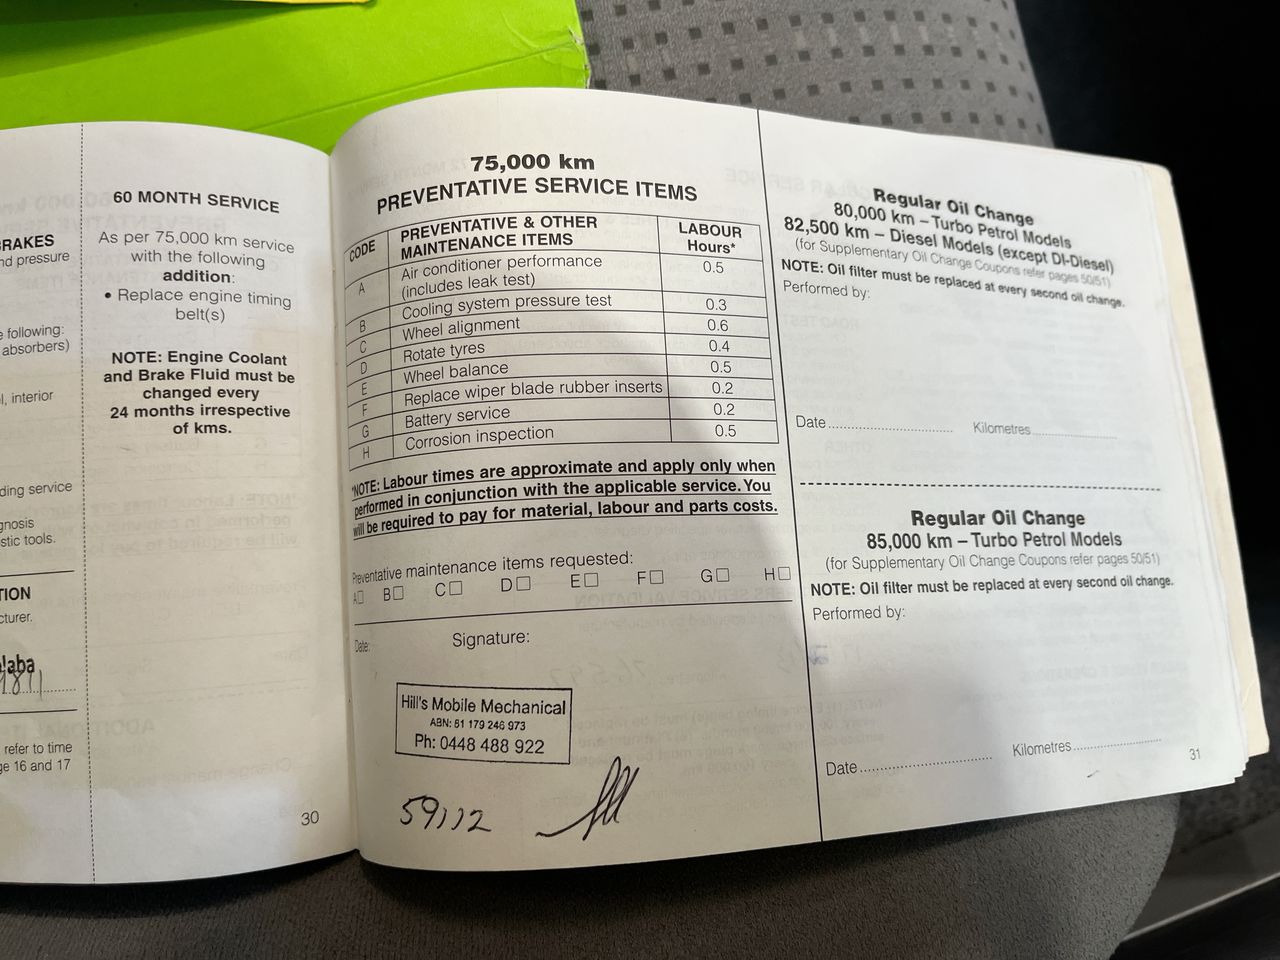 BRAKES
nd pressure
e following:
absorbers)
l, interior
ding service
gnosis
stic tools.
TION
cturer.
laba
refer to time
ge 16 and 17
60 MONTH SERVICE
As per 75,000 km service
with the following
addition:
• Replace engine timing
belt(s)
NOTE: Engine Coolant
and Brake Fluid must be
changed every
24 months irrespective
of kms.
30
75,000 km
PREVENTATIVE SERVICE ITEMS
CODE PREVENTATIVE & OTHER MAINTENANCE ITEMS LABOUR Hours*
A Air conditioner performance (includes leak test) 0.5
B Cooling system pressure test 0.3
C Wheel alignment 0.6
D Rotate tyres 0.4
E Wheel balance 0.5
F Replace wiper blade rubber inserts 0.2
G Battery service 0.2
H Corrosion inspection 0.5
*NOTE: Labour times are approximate and apply only when
performed in conjunction with the applicable service. You
will be required to pay for material, labour and parts costs.
Preventative maintenance items requested:
A☐ B☐ C☐ D☐ E☐ F☐ G☐ H☐
Date: Signature:
Hill's Mobile Mechanical
ABN: 61 179 246 973
Ph: 0448 488 922
59112
Regular Oil Change
80,000 km – Turbo Petrol Models
82,500 km – Diesel Models (except DI-Diesel)
(for Supplementary Oil Change Coupons refer pages 50/51)
NOTE: Oil filter must be replaced at every second oil change.
Performed by:
Date.............................. Kilometres......................
Regular Oil Change
85,000 km – Turbo Petrol Models
(for Supplementary Oil Change Coupons refer pages 50/51)
NOTE: Oil filter must be replaced at every second oil change.
Performed by:
Date.............................. Kilometres......................
31